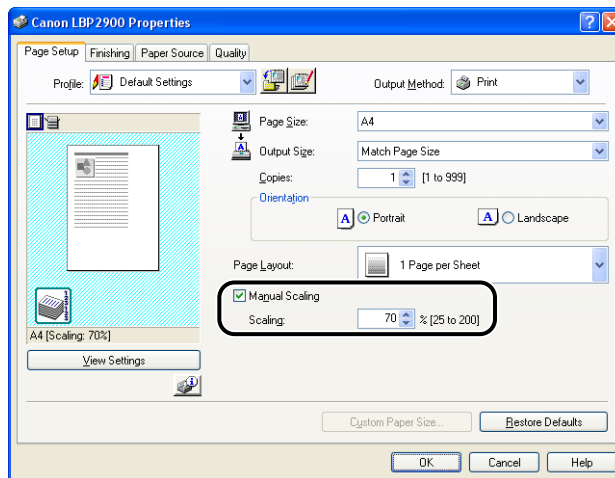 Canon LBP2900 Properties
Page Setup Finishing Paper Source Quality
Profile: Default Settings Output Method: Print
Page Size: A4
Output Size: Match Page Size
Copies: 1 [1 to 999]
Orientation
A Portrait A Landscape
Page Layout: 1 Page per Sheet
Manual Scaling
Scaling: 70 % [25 to 200]
A4 [Scaling: 70%]
View Settings
Custom Paper Size... Restore Defaults
OK Cancel Help